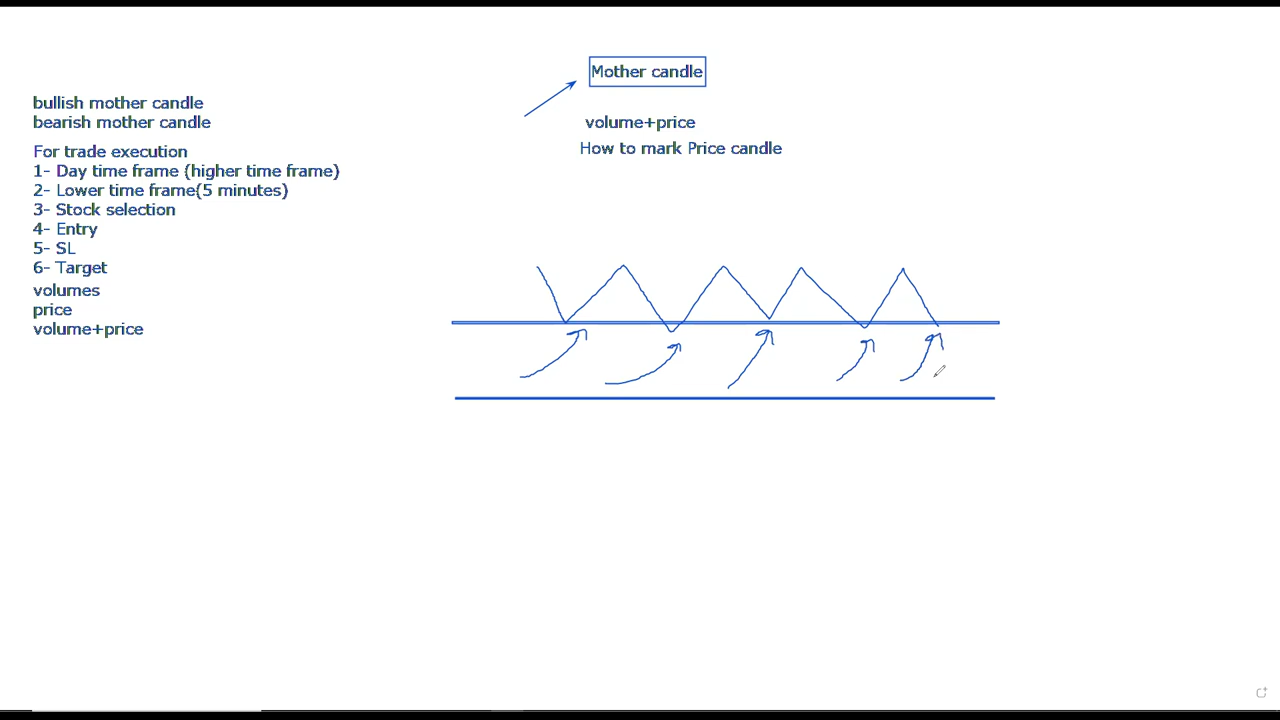 Mother candle
bullish mother candle
bearish mother candle
volume+price
How to mark Price candle
For trade execution
1- Day time frame (higher time frame)
2- Lower time frame(5 minutes)
3- Stock selection
4- Entry
5- SL
6- Target
volumes
price
volume+price